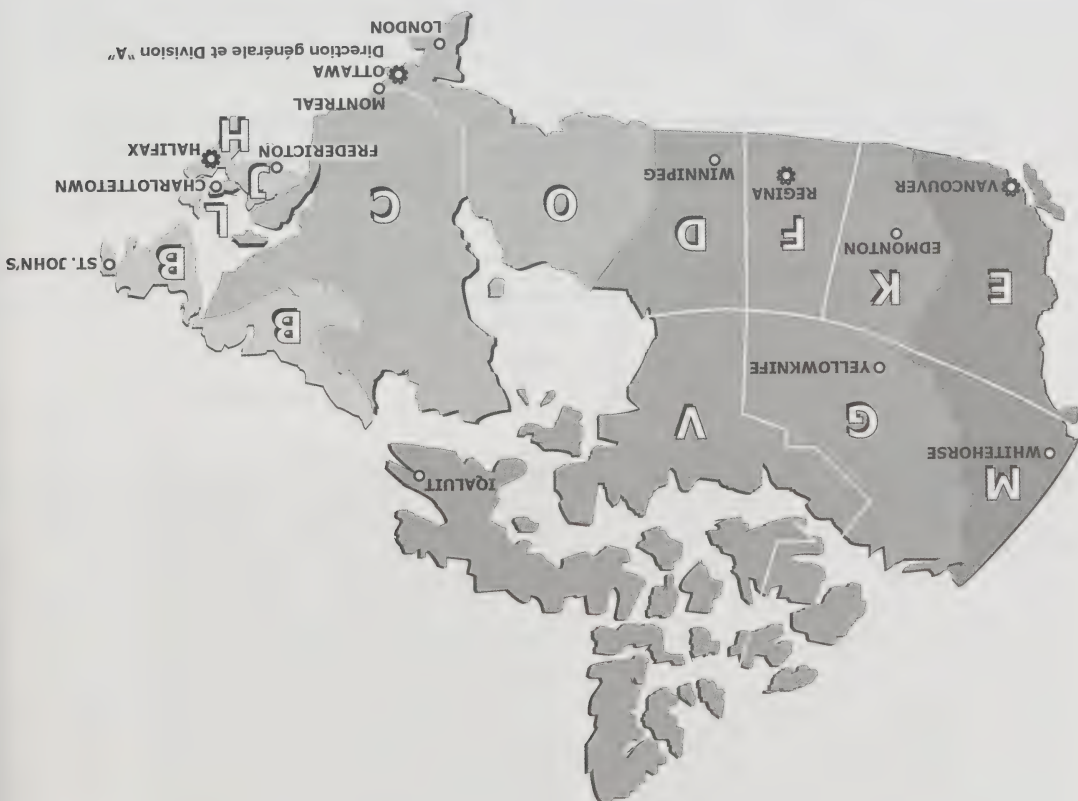 IQALUIT
WHITEHORSE
M
G
V
YELLOWKNIFE
B
E
K
F
D
O
C
B
ST. JOHN'S
EDMONTON
L
VANCOUVER
REGINA
WINNIPEG
J
CHARLOTTETOWN
FREDERICTON
HALIFAX
H
MONTREAL
OTTAWA
Direction générale et Division "A"
LONDON